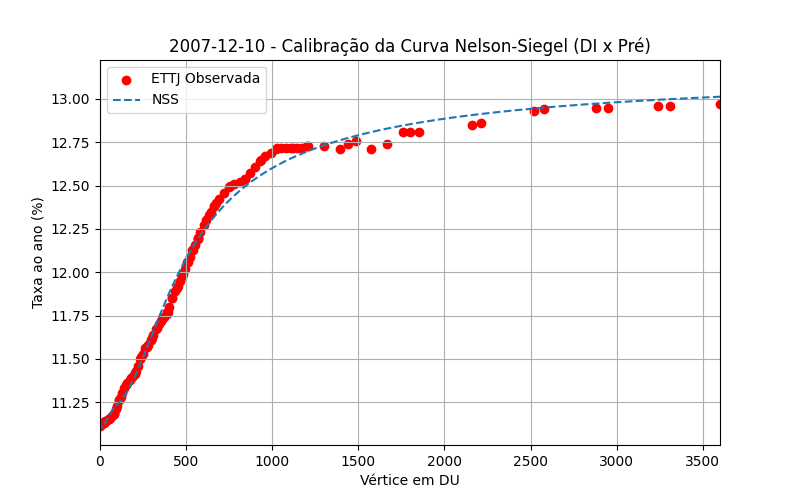 2007-12-10 - Calibração da Curva Nelson-Siegel (DI x Pré)
ETTJ Observada
NSS
Taxa ao ano (%)
13.00
12.75
12.50
12.25
12.00
11.75
11.50
11.25
0 500 1000 1500 2000 2500 3000 3500
Vértice em DU